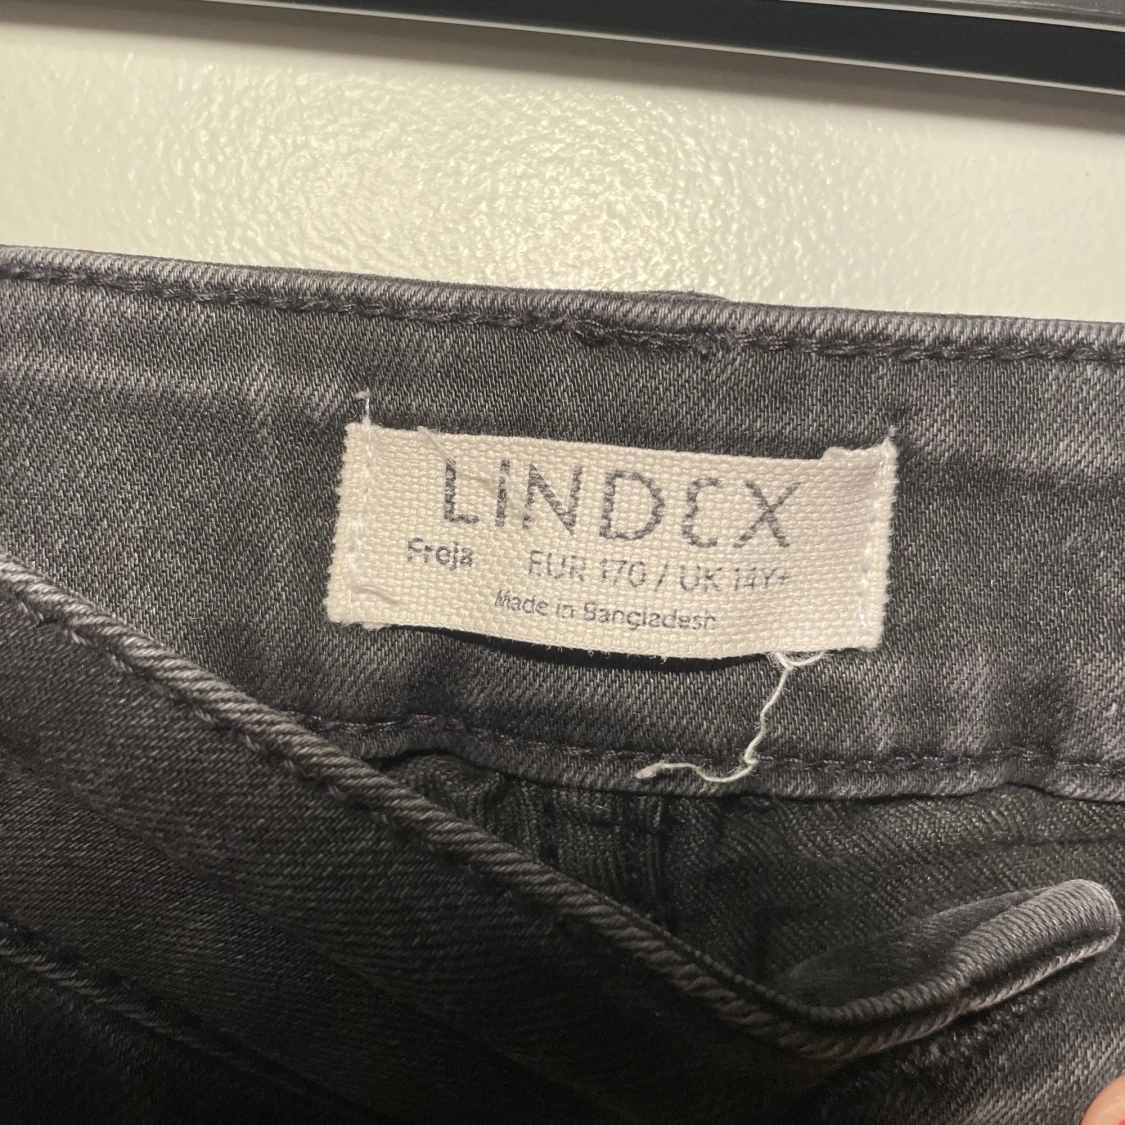 LINDEX
Freja EUR 170 / UK 14Y+
Made in Bangladesh